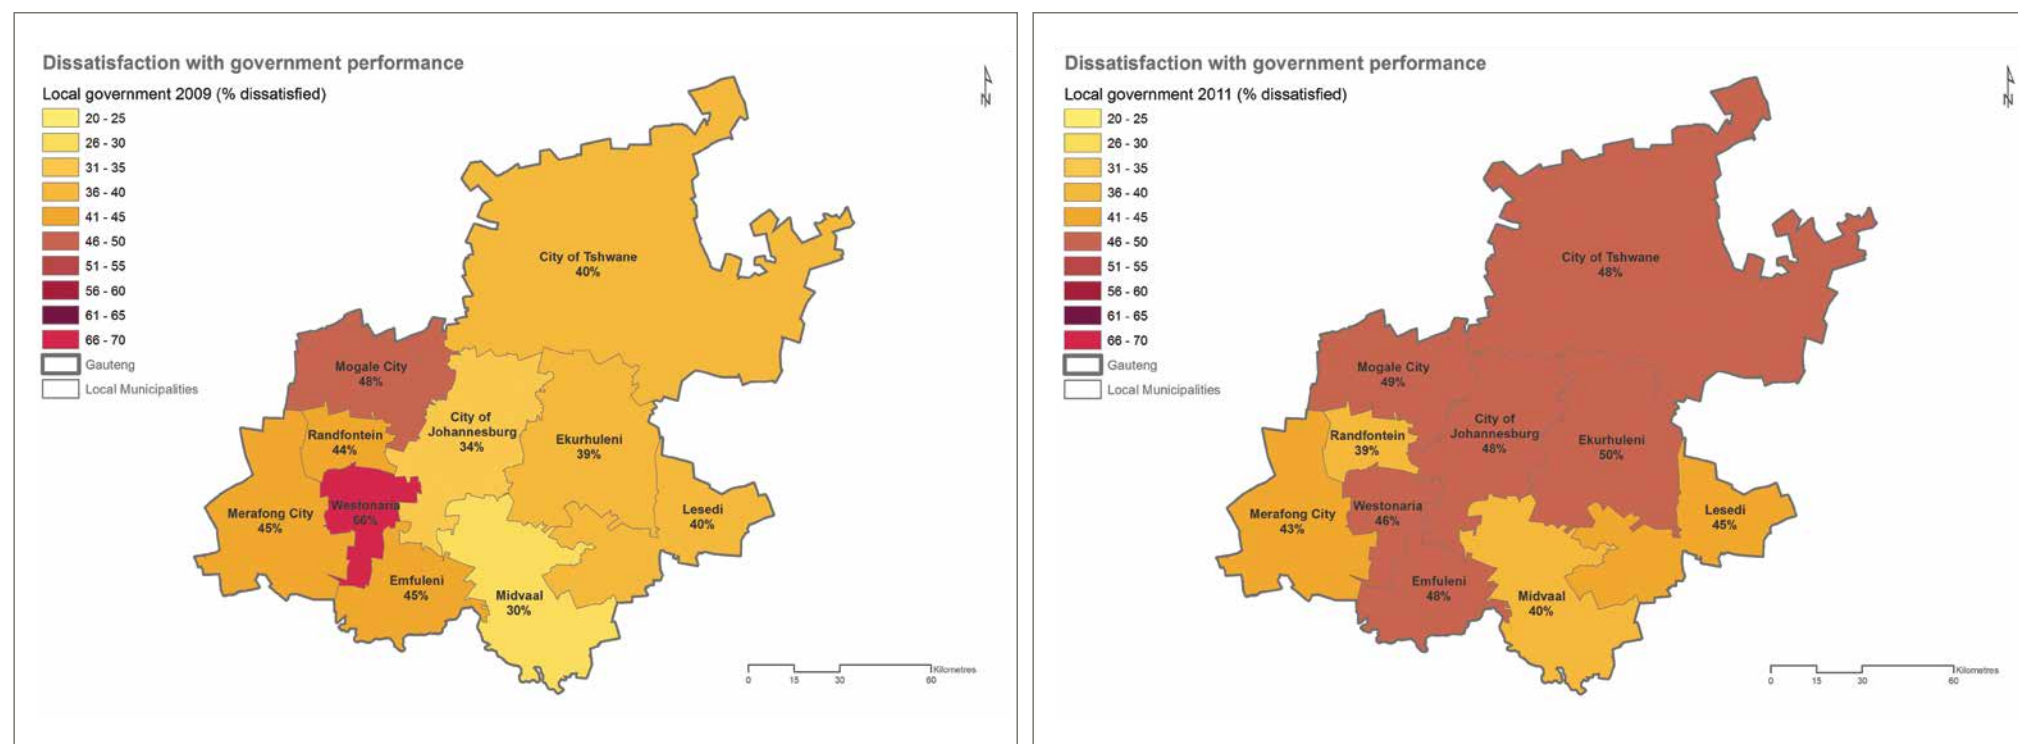 Dissatisfaction with government performance
Local government 2009 (% dissatisfied)
20 - 25
26 - 30
31 - 35
36 - 40
41 - 45
46 - 50
51 - 55
56 - 60
61 - 65
66 - 70
Gauteng
Local Municipalities
N
City of Tshwane
40%
Mogale City
48%
City of
Johannesburg
34%
Randfontein
44%
Ekurhuleni
39%
Westonaria
66%
Merafong City
45%
Lesedi
40%
Emfuleni
45%
Midvaal
30%
Kilometres
0 15 30 60
Dissatisfaction with government performance
Local government 2011 (% dissatisfied)
20 - 25
26 - 30
31 - 35
36 - 40
41 - 45
46 - 50
51 - 55
56 - 60
61 - 65
66 - 70
Gauteng
Local Municipalities
N
City of Tshwane
48%
Mogale City
49%
City of
Johannesburg
48%
Randfontein
39%
Ekurhuleni
50%
Westonaria
46%
Merafong City
43%
Lesedi
45%
Emfuleni
48%
Midvaal
40%
Kilometres
0 15 30 60